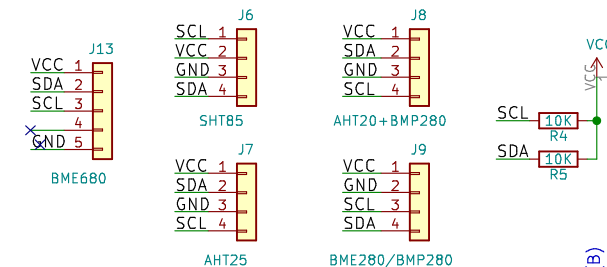 J13
VCC 1
SDA 2
SCL 3
4
GND 5
BME680
J6
SCL 1
VCC 2
GND 3
SDA 4
SHT85
J8
VCC 1
SDA 2
GND 3
SCL 4
AHT20+BMP280
J7
VCC 1
SDA 2
GND 3
SCL 4
AHT25
J9
VCC 1
GND 2
SCL 3
SDA 4
BME280/BMP280
VCC
VCC
1
SCL 10K
R4
SDA 10K
R5
B)